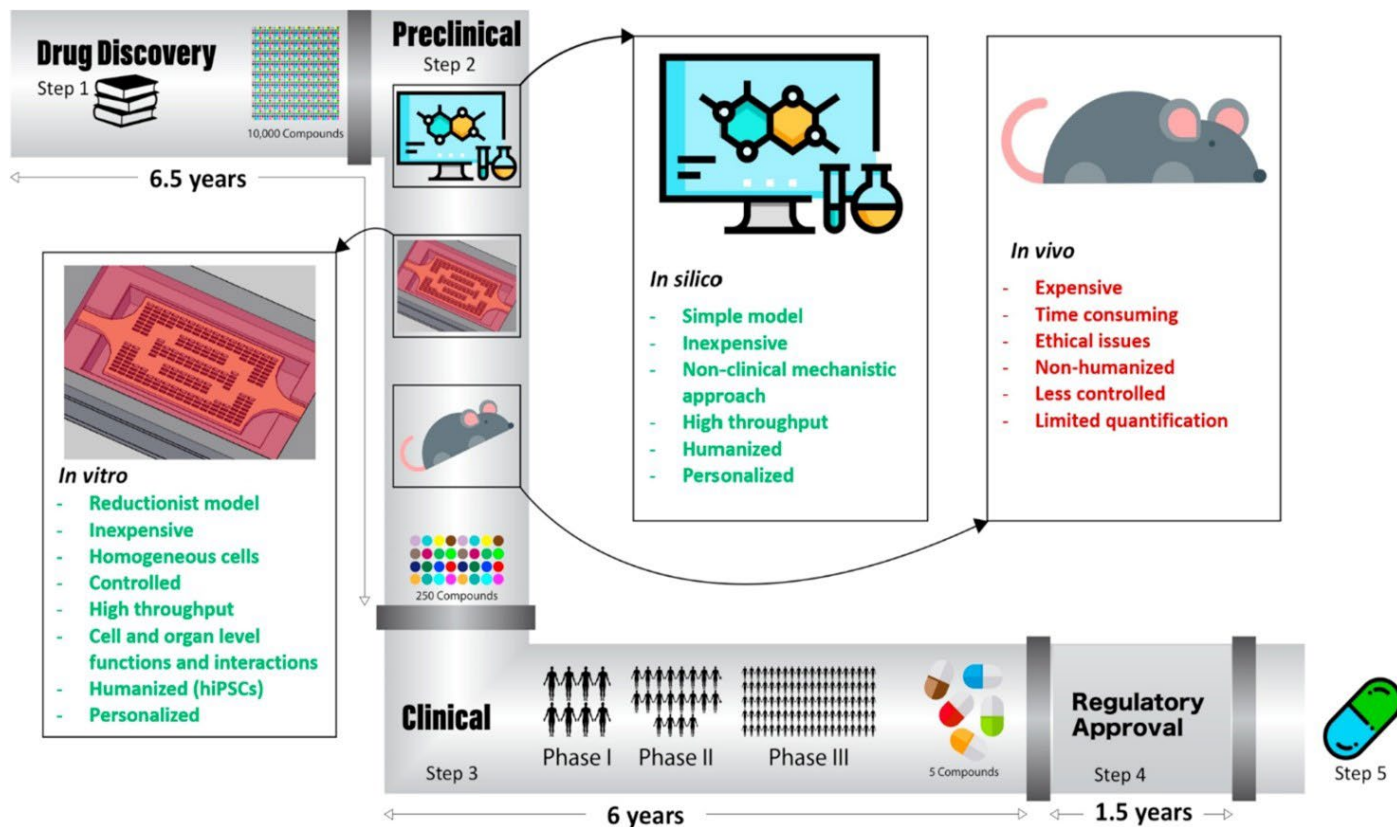 Drug Discovery
Step 1
10,000 Compounds
6.5 years
Preclinical
Step 2
250 Compounds
In vitro
- Reductionist model
- Inexpensive
- Homogeneous cells
- Controlled
- High throughput
- Cell and organ level
functions and interactions
- Humanized (hiPSCs)
- Personalized
In silico
- Simple model
- Inexpensive
- Non-clinical mechanistic
approach
- High throughput
- Humanized
- Personalized
In vivo
- Expensive
- Time consuming
- Ethical issues
- Non-humanized
- Less controlled
- Limited quantification
Clinical
Step 3
Phase I
Phase II
Phase III
5 Compounds
6 years
Regulatory
Approval
Step 4
1.5 years
Step 5